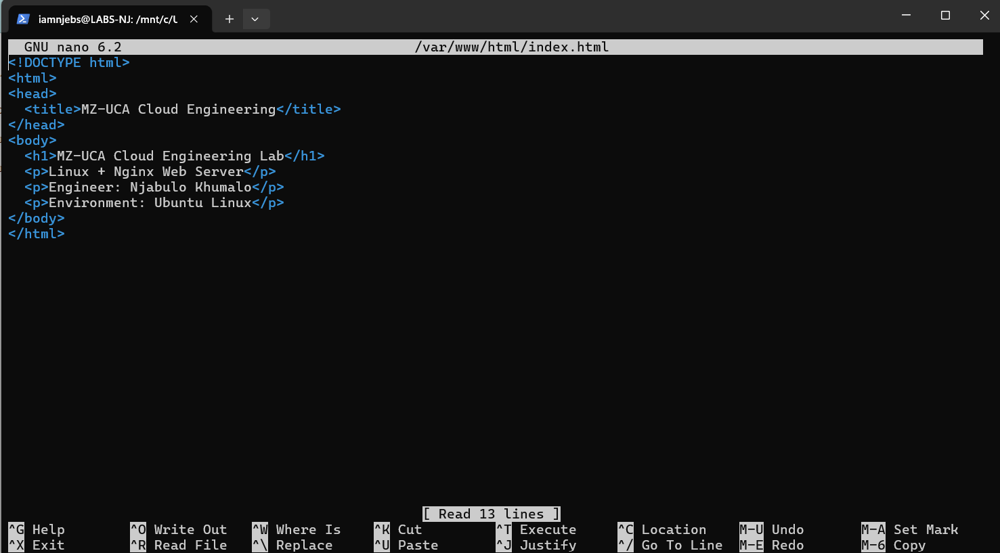 iamnjebs@LABS-NJ: /mnt/c/U
GNU nano 6.2 /var/www/html/index.html
<!DOCTYPE html>
<html>
<head>
  <title>MZ-UCA Cloud Engineering</title>
</head>
<body>
  <h1>MZ-UCA Cloud Engineering Lab</h1>
  <p>Linux + Nginx Web Server</p>
  <p>Engineer: Njabulo Khumalo</p>
  <p>Environment: Ubuntu Linux</p>
</body>
</html>
[ Read 13 lines ]
^G Help ^O Write Out ^W Where Is ^K Cut ^T Execute ^C Location M-U Undo M-A Set Mark
^X Exit ^R Read File ^\ Replace ^U Paste ^J Justify ^/ Go To Line M-E Redo M-6 Copy